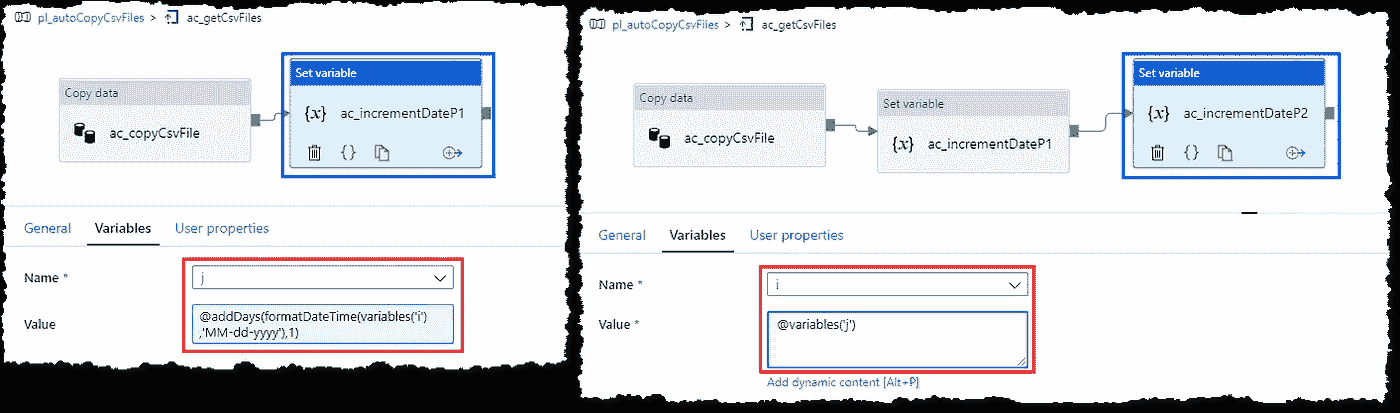 pl_autoCopyCsvFiles > ac_getCsvFiles
Copy data
ac_copyCsvFile
Set variable
{x} ac_incrementDateP1
{}
General Variables User properties
Name * j
Value @addDays(formatDateTime(variables('i')
,'MM-dd-yyyy'),1)
pl_autoCopyCsvFiles > ac_getCsvFiles
Copy data
ac_copyCsvFile
Set variable
{x} ac_incrementDateP1
Set variable
{x} ac_incrementDateP2
{}
General Variables User properties
Name * i
Value * @variables('j')
Add dynamic content [Alt+P]